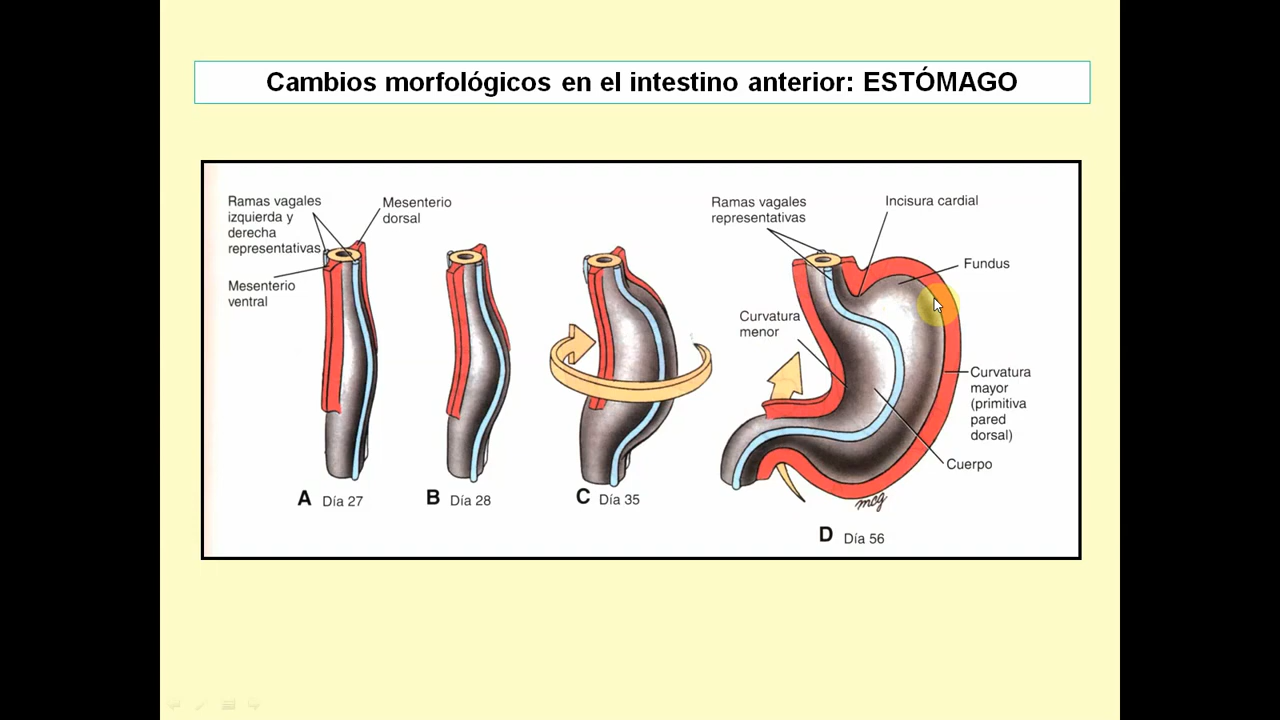 Cambios morfológicos en el intestino anterior: ESTÓMAGO
Ramas vagales
izquierda y
derecha
representativas
Mesenterio
dorsal
Mesenterio
ventral
Ramas vagales
representativas
Incisura cardial
Fundus
Curvatura
menor
Curvatura
mayor
(primitiva
pared
dorsal)
Cuerpo
mcg
A Día 27
B Día 28
C Día 35
D Día 56